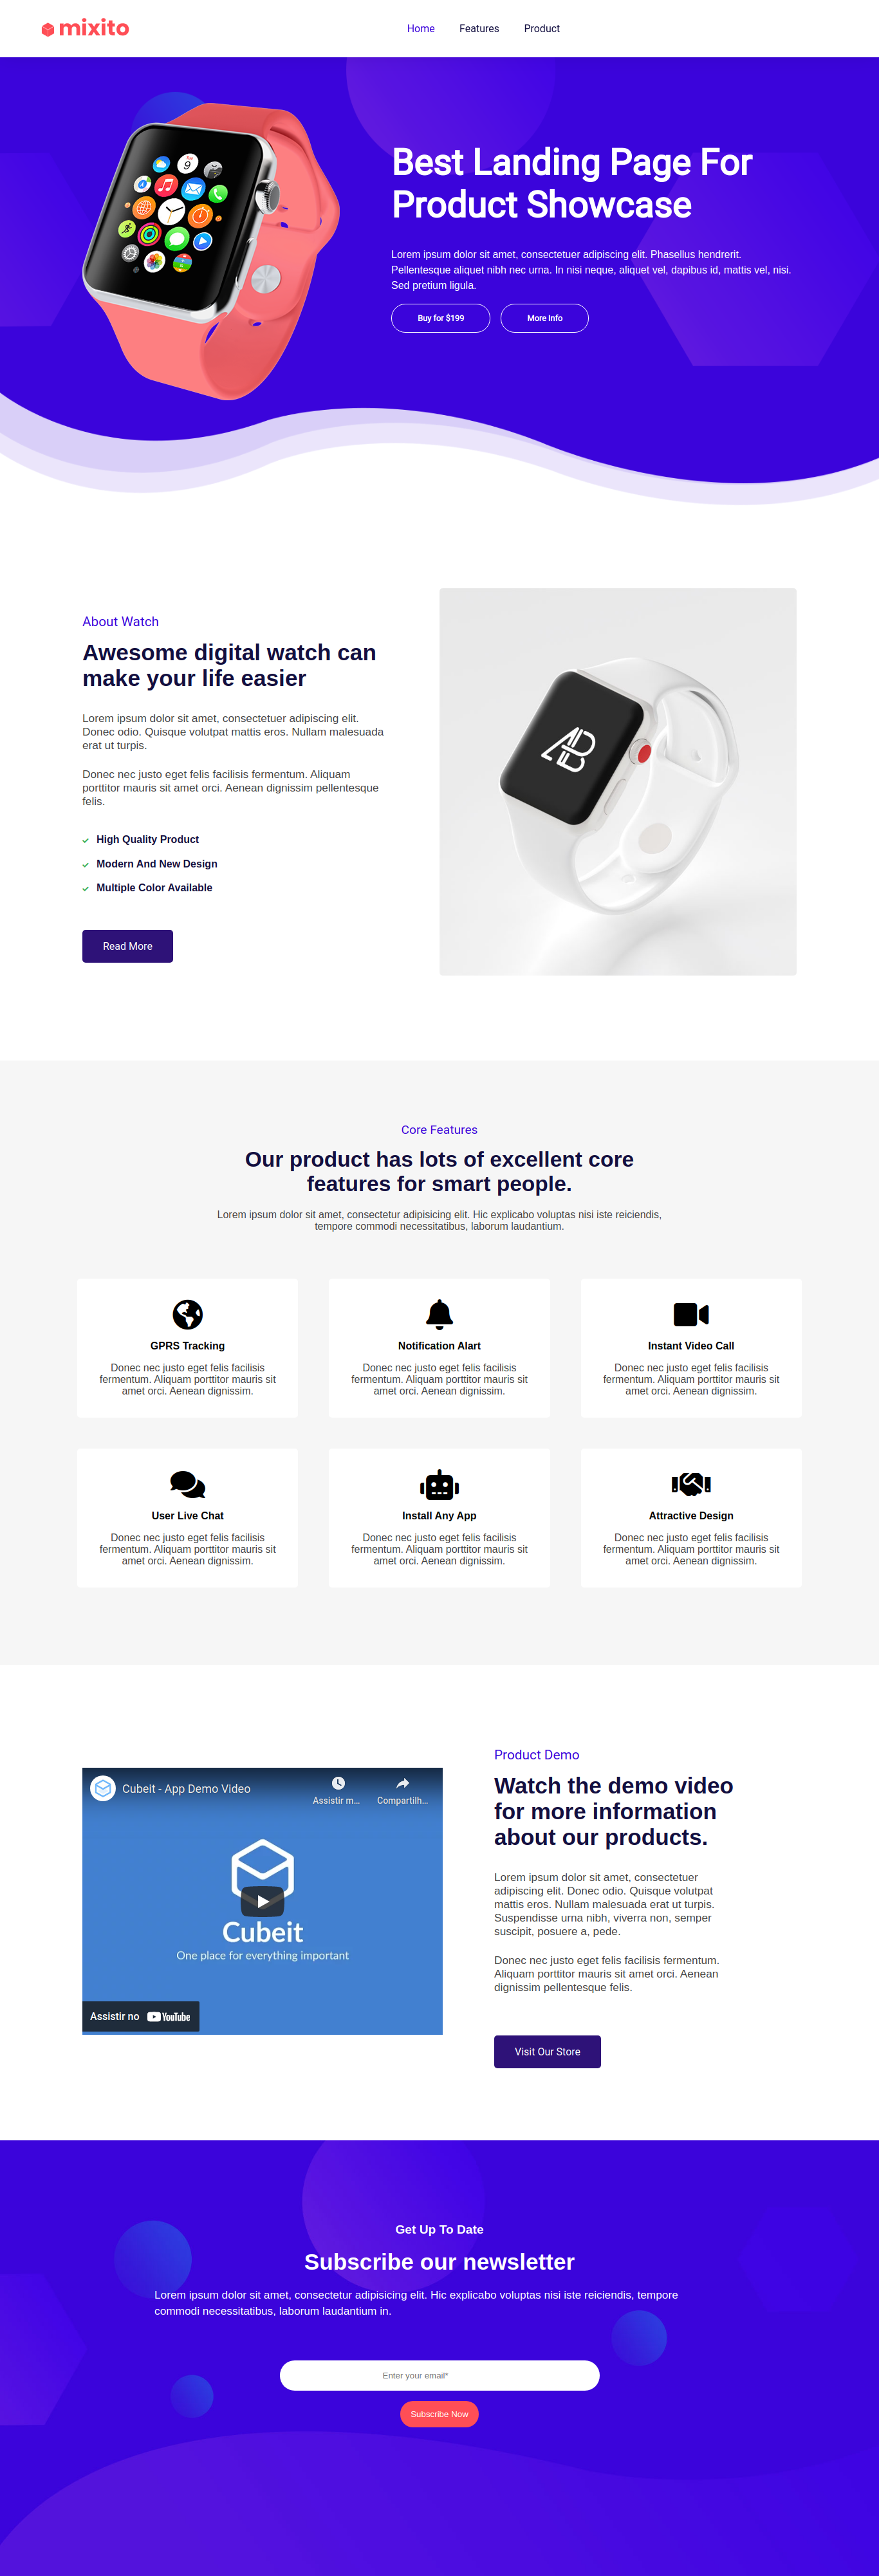 mixito
Home Features Product
Best Landing Page For
Product Showcase
Lorem ipsum dolor sit amet, consectetuer adipiscing elit. Phasellus hendrerit.
Pellentesque aliquet nibh nec urna. In nisi neque, aliquet vel, dapibus id, mattis vel, nisi.
Sed pretium ligula.
Buy for $199 More Info
About Watch
Awesome digital watch can
make your life easier
Lorem ipsum dolor sit amet, consectetuer adipiscing elit.
Donec odio. Quisque volutpat mattis eros. Nullam malesuada
erat ut turpis.
Donec nec justo eget felis facilisis fermentum. Aliquam
porttitor mauris sit amet orci. Aenean dignissim pellentesque
felis.
High Quality Product
Modern And New Design
Multiple Color Available
Read More
Core Features
Our product has lots of excellent core
features for smart people.
Lorem ipsum dolor sit amet, consectetur adipisicing elit. Hic explicabo voluptas nisi iste reiciendis,
tempore commodi necessitatibus, laborum laudantium.
GPRS Tracking
Donec nec justo eget felis facilisis
fermentum. Aliquam porttitor mauris sit
amet orci. Aenean dignissim.
Notification Alart
Donec nec justo eget felis facilisis
fermentum. Aliquam porttitor mauris sit
amet orci. Aenean dignissim.
Instant Video Call
Donec nec justo eget felis facilisis
fermentum. Aliquam porttitor mauris sit
amet orci. Aenean dignissim.
User Live Chat
Donec nec justo eget felis facilisis
fermentum. Aliquam porttitor mauris sit
amet orci. Aenean dignissim.
Install Any App
Donec nec justo eget felis facilisis
fermentum. Aliquam porttitor mauris sit
amet orci. Aenean dignissim.
Attractive Design
Donec nec justo eget felis facilisis
fermentum. Aliquam porttitor mauris sit
amet orci. Aenean dignissim.
Cubeit - App Demo Video
Assistir m... Compartilh...
Cubeit
One place for everything important
Assistir no YouTube
Product Demo
Watch the demo video
for more information
about our products.
Lorem ipsum dolor sit amet, consectetuer
adipiscing elit. Donec odio. Quisque volutpat
mattis eros. Nullam malesuada erat ut turpis.
Suspendisse urna nibh, viverra non, semper
suscipit, posuere a, pede.
Donec nec justo eget felis facilisis fermentum.
Aliquam porttitor mauris sit amet orci. Aenean
dignissim pellentesque felis.
Visit Our Store
Get Up To Date
Subscribe our newsletter
Lorem ipsum dolor sit amet, consectetur adipisicing elit. Hic explicabo voluptas nisi iste reiciendis, tempore
commodi necessitatibus, laborum laudantium in.
Enter your email*
Subscribe Now